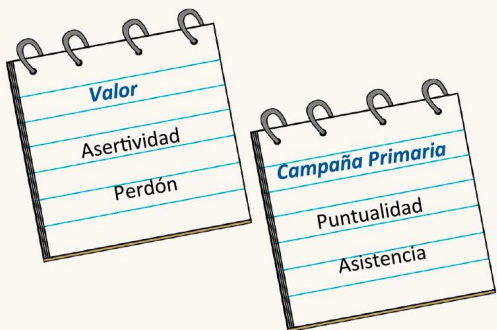 Valor
Asertividad
Perdón
Campaña Primaria
Puntualidad
Asistencia